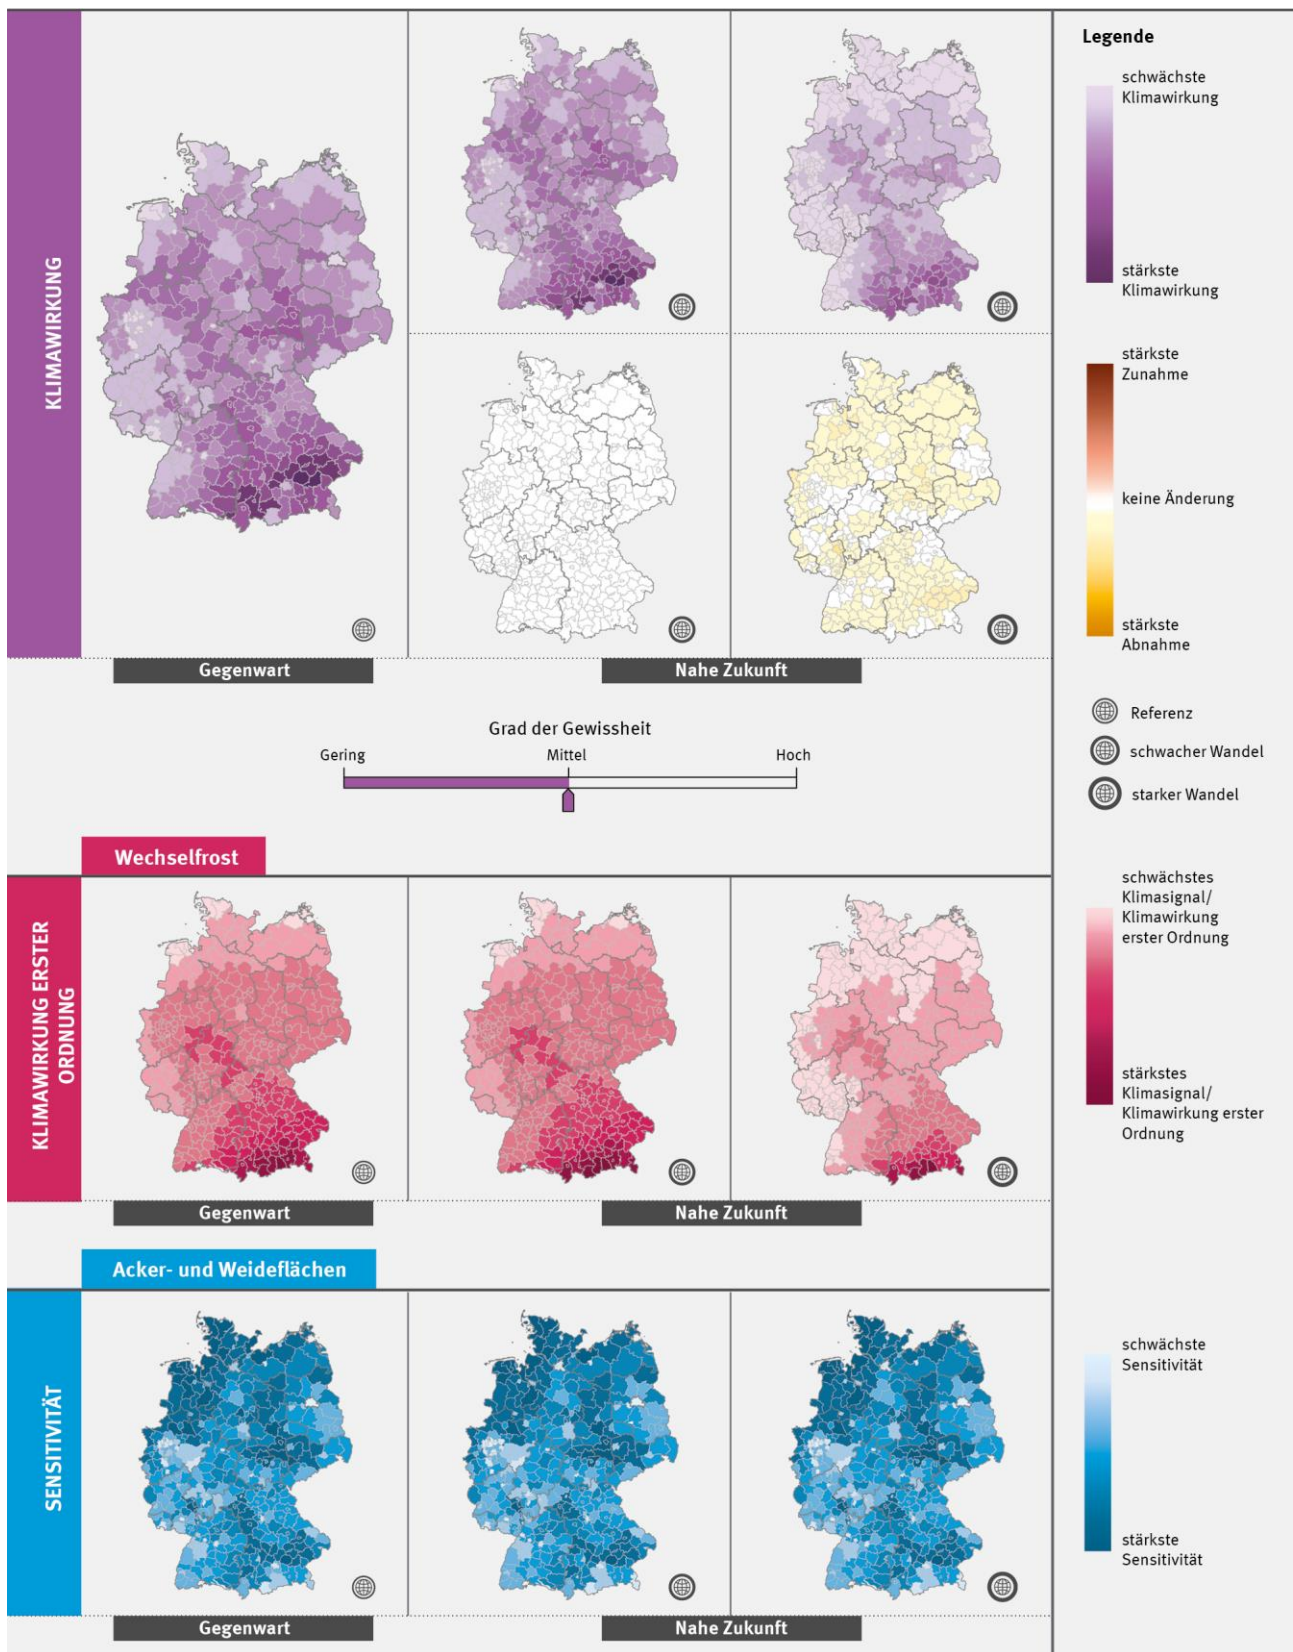 KLIMAWIRKUNG
Gegenwart
Nahe Zukunft
Grad der Gewissheit
Gering
Mittel
Hoch
Wechselfrost
KLIMAWIRKUNG ERSTER
ORDNUNG
Gegenwart
Nahe Zukunft
Acker- und Weideflächen
SENSITIVITÄT
Gegenwart
Nahe Zukunft
Legende
schwächste
Klimawirkung
stärkste
Klimawirkung
stärkste
Zunahme
keine Änderung
stärkste
Abnahme
Referenz
schwacher Wandel
starker Wandel
schwächstes
Klimasignal/
Klimawirkung
erster Ordnung
stärkstes
Klimasignal/
Klimawirkung erster
Ordnung
schwächste
Sensitivität
stärkste
Sensitivität